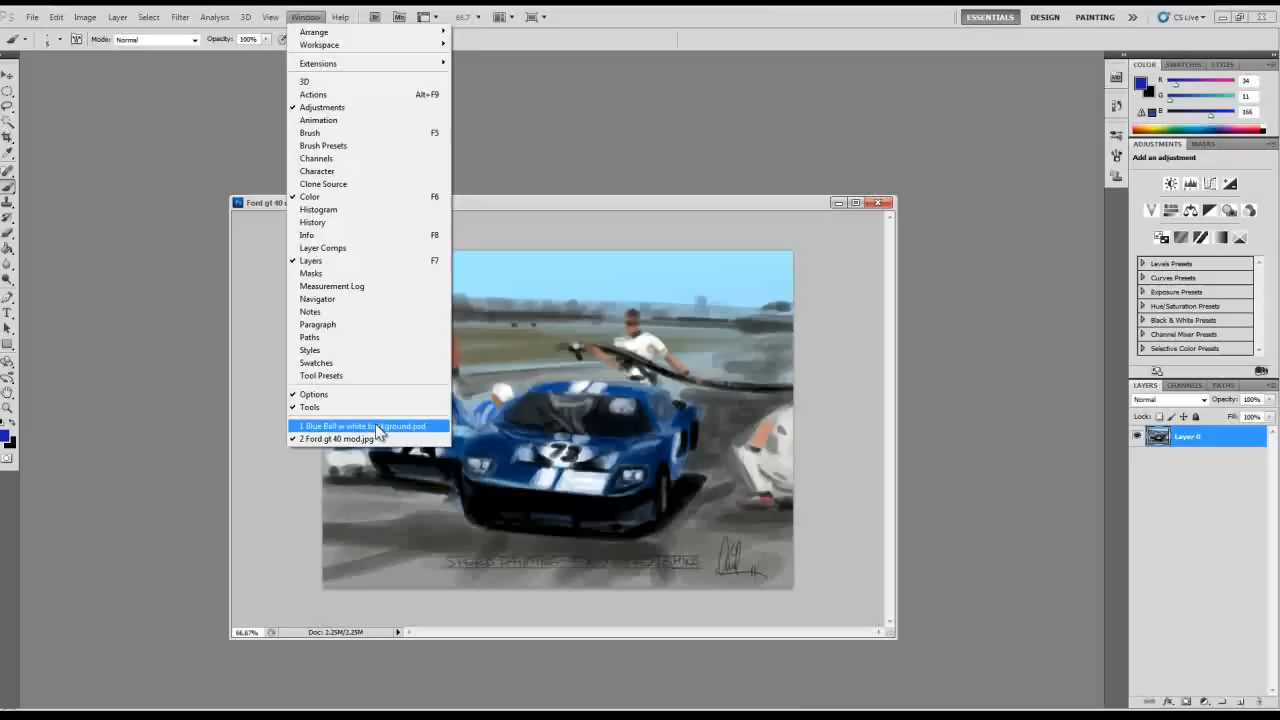 File Edit Image Layer Select Filter Analysis 3D View Window Help Br Mb 66.7 ESSENTIALS DESIGN PAINTING CS Live
5 Mode: Normal Opacity: 100%
Arrange
Workspace
Extensions
3D
Actions Alt+F9
Adjustments
Animation
Brush F5
Brush Presets
Channels
Character
Clone Source
Color F6
Histogram
History
Info F8
Layer Comps
Layers F7
Masks
Measurement Log
Navigator
Notes
Paragraph
Paths
Styles
Swatches
Tool Presets
Options
Tools
1 Blue Ball w white background.psd
2 Ford gt 40 mod.jpg
Ford gt 40 m
72
66.67% Doc: 2.25M/2.25M
COLOR SWATCHES STYLES
R 34
G 11
B 166
ADJUSTMENTS MASKS
Add an adjustment
Levels Presets
Curves Presets
Exposure Presets
Hue/Saturation Presets
Black & White Presets
Channel Mixer Presets
Selective Color Presets
LAYERS CHANNELS PATHS
Normal Opacity: 100%
Lock: Fill: 100%
Layer 0